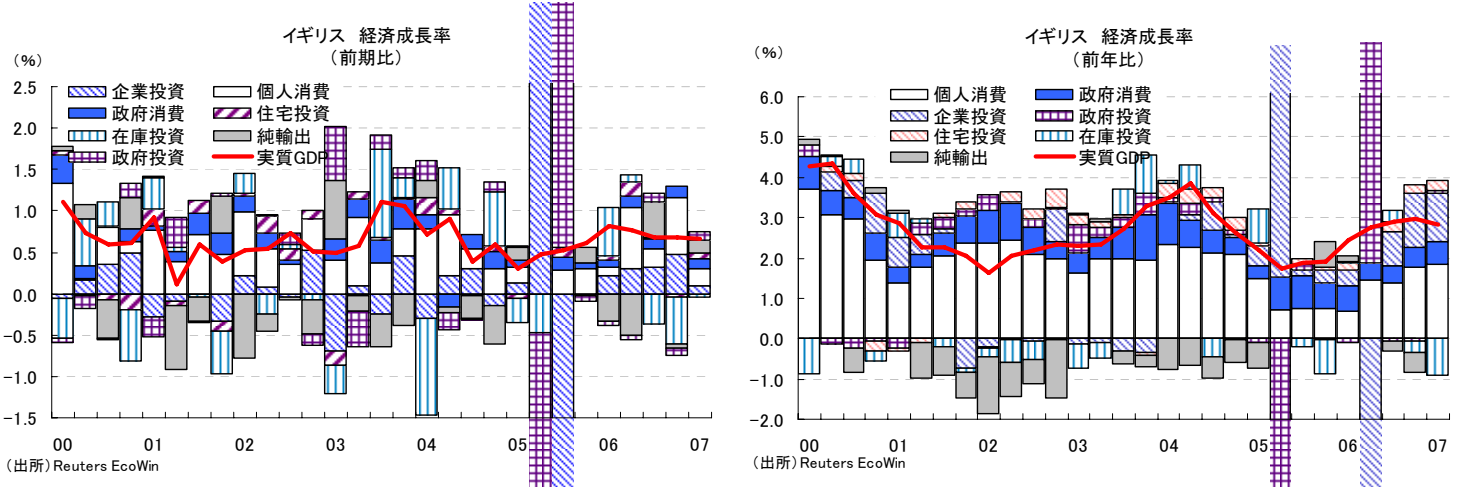 イギリス 経済成長率
(前期比)
(%)
企業投資
個人消費
政府消費
住宅投資
在庫投資
純輸出
政府投資
実質GDP
2.5
2.0
1.5
1.0
0.5
0.0
-0.5
-1.0
-1.5
00 01 02 03 04 05 06 07
(出所)Reuters EcoWin
イギリス 経済成長率
(前年比)
(%)
個人消費
政府消費
企業投資
政府投資
住宅投資
在庫投資
純輸出
実質GDP
6.0
5.0
4.0
3.0
2.0
1.0
0.0
-1.0
-2.0
00 01 02 03 04 05 06 07
(出所)Reuters EcoWin